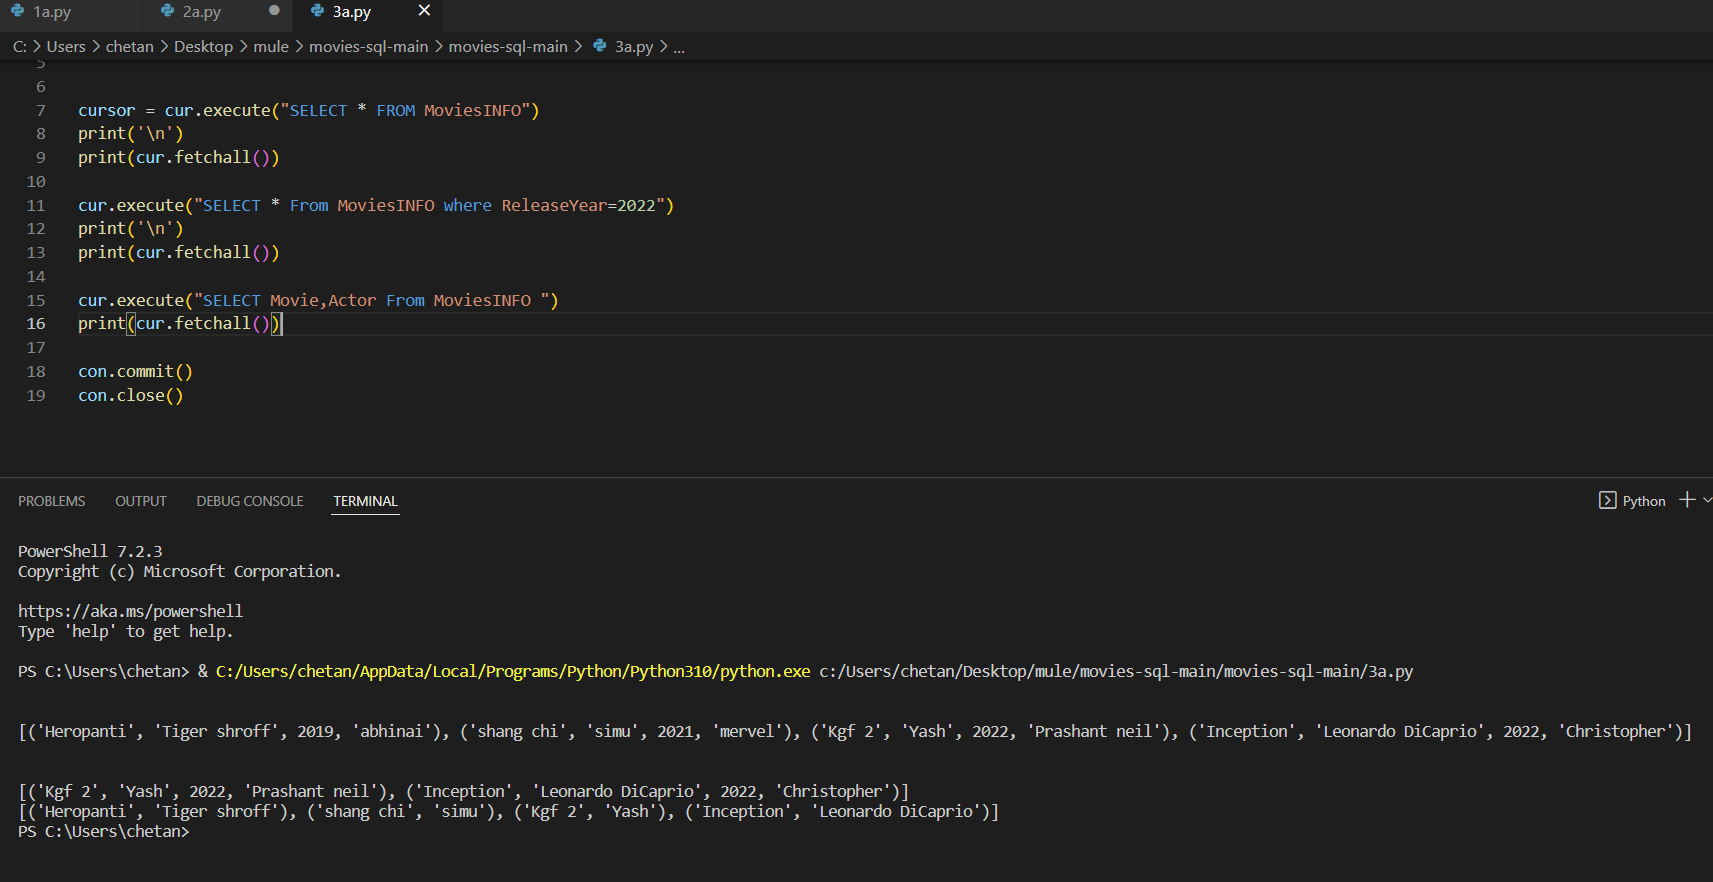 1a.py 2a.py 3a.py
C: > Users > chetan > Desktop > mule > movies-sql-main > movies-sql-main > 3a.py > ...
5
6
7 cursor = cur.execute("SELECT * FROM MoviesINFO")
8 print('\n')
9 print(cur.fetchall())
10
11 cur.execute("SELECT * From MoviesINFO where ReleaseYear=2022")
12 print('\n')
13 print(cur.fetchall())
14
15 cur.execute("SELECT Movie,Actor From MoviesINFO ")
16 print(cur.fetchall())
17
18 con.commit()
19 con.close()
PROBLEMS OUTPUT DEBUG CONSOLE TERMINAL Python
PowerShell 7.2.3
Copyright (c) Microsoft Corporation.
https://aka.ms/powershell
Type 'help' to get help.
PS C:\Users\chetan> & C:/Users/chetan/AppData/Local/Programs/Python/Python310/python.exe c:/Users/chetan/Desktop/mule/movies-sql-main/movies-sql-main/3a.py
[('Heropanti', 'Tiger shroff', 2019, 'abhinai'), ('shang chi', 'simu', 2021, 'mervel'), ('Kgf 2', 'Yash', 2022, 'Prashant neil'), ('Inception', 'Leonardo DiCaprio', 2022, 'Christopher')]
[('Kgf 2', 'Yash', 2022, 'Prashant neil'), ('Inception', 'Leonardo DiCaprio', 2022, 'Christopher')]
[('Heropanti', 'Tiger shroff'), ('shang chi', 'simu'), ('Kgf 2', 'Yash'), ('Inception', 'Leonardo DiCaprio')]
PS C:\Users\chetan>